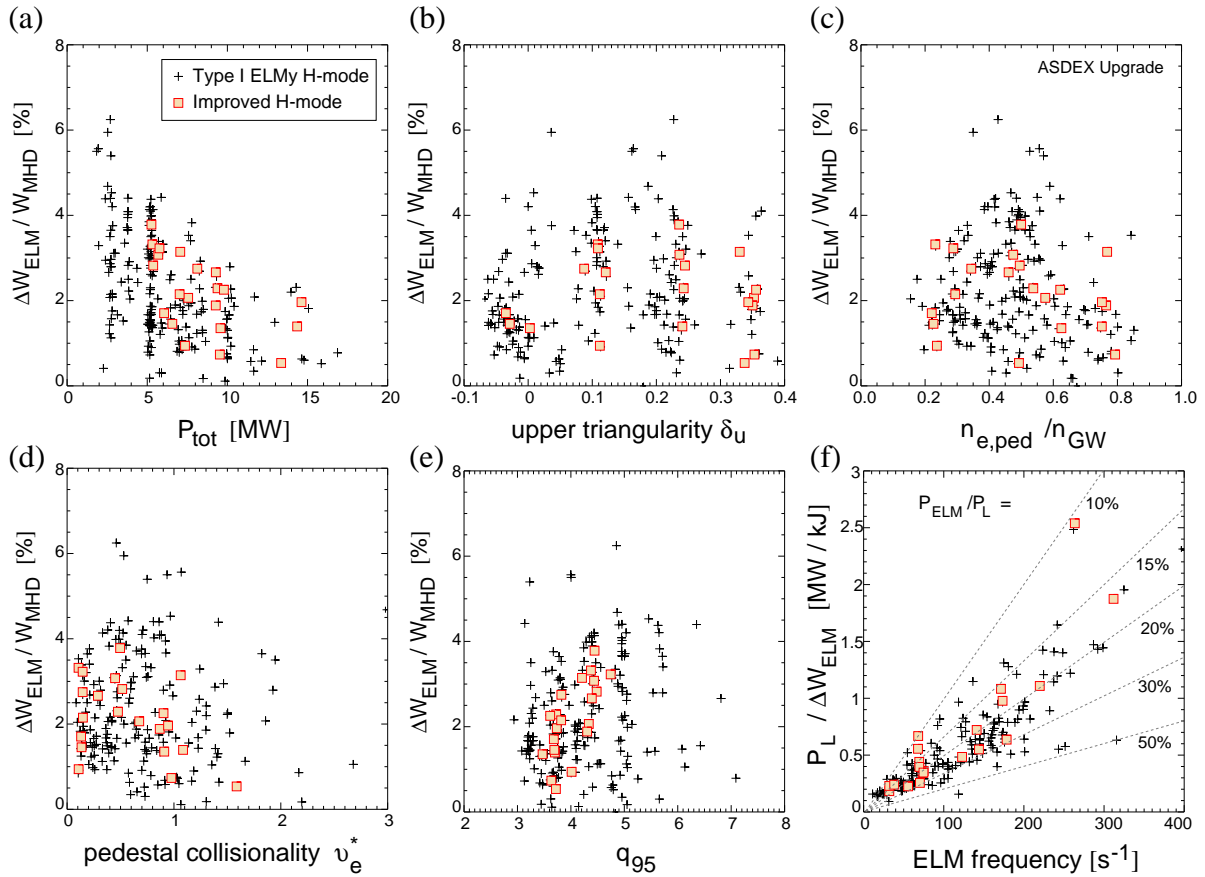 (a)
ΔW_ELM / W_MHD [%]
8
6
4
2
0
0 5 10 15 20
P_tot [MW]
+ Type I ELMy H-mode
Improved H-mode
(b)
ΔW_ELM / W_MHD [%]
8
6
4
2
0
-0.1 0 0.1 0.2 0.3 0.4
upper triangularity δ_u
(c)
ASDEX Upgrade
ΔW_ELM / W_MHD [%]
8
6
4
2
0
0 0.2 0.4 0.6 0.8 1.0
n_e,ped /n_GW
(d)
ΔW_ELM / W_MHD [%]
8
6
4
2
0
0 1 2 3
pedestal collisionality υ_e^*
(e)
ΔW_ELM / W_MHD [%]
8
6
4
2
0
2 3 4 5 6 7 8
q_95
(f)
P_L / ΔW_ELM [MW / kJ]
3
2.5
2
1.5
1
0.5
0
P_ELM /P_L =
10%
15%
20%
30%
50%
0 100 200 300 400
ELM frequency [s^-1]